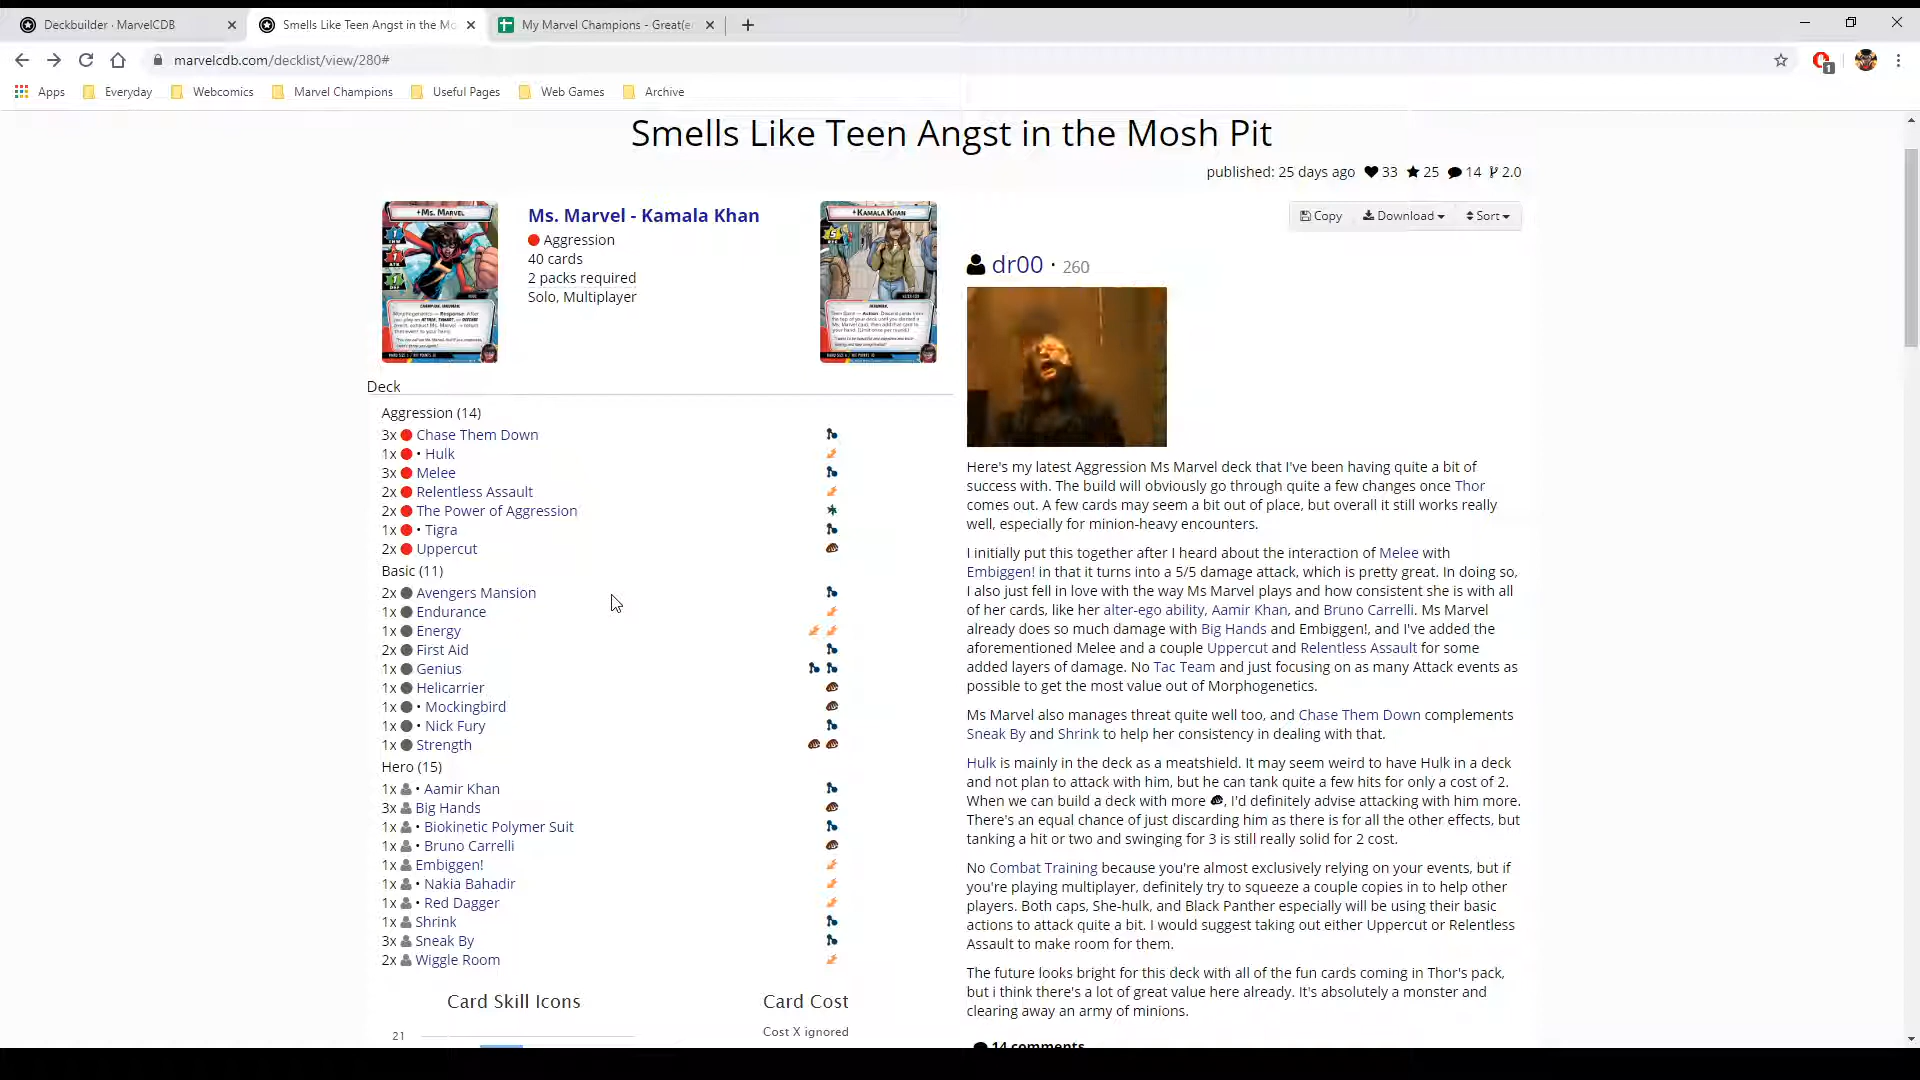 Deckbuilder · MarvelCDB
Smells Like Teen Angst in the Mo
My Marvel Champions - Great(e
marvelcdb.com/decklist/view/280#
1
Apps Everyday Webcomics Marvel Champions Useful Pages Web Games Archive
Smells Like Teen Angst in the Mosh Pit
published: 25 days ago 33 25 14 2.0
Copy Download Sort
Ms. Marvel
Ms. Marvel - Kamala Khan
Aggression
40 cards
2 packs required
Solo, Multiplayer
Kamala Khan
Deck
Aggression (14)
3x Chase Them Down
1x • Hulk
3x Melee
2x Relentless Assault
2x The Power of Aggression
1x • Tigra
2x Uppercut
Basic (11)
2x Avengers Mansion
1x Endurance
1x Energy
2x First Aid
1x Genius
1x Helicarrier
1x • Mockingbird
1x • Nick Fury
1x Strength
Hero (15)
1x • Aamir Khan
3x Big Hands
1x • Biokinetic Polymer Suit
1x • Bruno Carrelli
1x Embiggen!
1x • Nakia Bahadir
1x • Red Dagger
1x Shrink
3x Sneak By
2x Wiggle Room
Card Skill Icons
21
Card Cost
Cost X ignored
dr00 · 260
Here's my latest Aggression Ms Marvel deck that I've been having quite a bit of
success with. The build will obviously go through quite a few changes once Thor
comes out. A few cards may seem a bit out of place, but overall it still works really
well, especially for minion-heavy encounters.
I initially put this together after I heard about the interaction of Melee with
Embiggen! in that it turns into a 5/5 damage attack, which is pretty great. In doing so,
I also just fell in love with the way Ms Marvel plays and how consistent she is with all
of her cards, like her alter-ego ability, Aamir Khan, and Bruno Carrelli. Ms Marvel
already does so much damage with Big Hands and Embiggen!, and I've added the
aforementioned Melee and a couple Uppercut and Relentless Assault for some
added layers of damage. No Tac Team and just focusing on as many Attack events as
possible to get the most value out of Morphogenetics.
Ms Marvel also manages threat quite well too, and Chase Them Down complements
Sneak By and Shrink to help her consistency in dealing with that.
Hulk is mainly in the deck as a meatshield. It may seem weird to have Hulk in a deck
and not plan to attack with him, but he can tank quite a few hits for only a cost of 2.
When we can build a deck with more , I'd definitely advise attacking with him more.
There's an equal chance of just discarding him as there is for all the other effects, but
tanking a hit or two and swinging for 3 is still really solid for 2 cost.
No Combat Training because you're almost exclusively relying on your events, but if
you're playing multiplayer, definitely try to squeeze a couple copies in to help other
players. Both caps, She-hulk, and Black Panther especially will be using their basic
actions to attack quite a bit. I would suggest taking out either Uppercut or Relentless
Assault to make room for them.
The future looks bright for this deck with all of the fun cards coming in Thor's pack,
but i think there's a lot of great value here already. It's absolutely a monster and
clearing away an army of minions.
14 comments